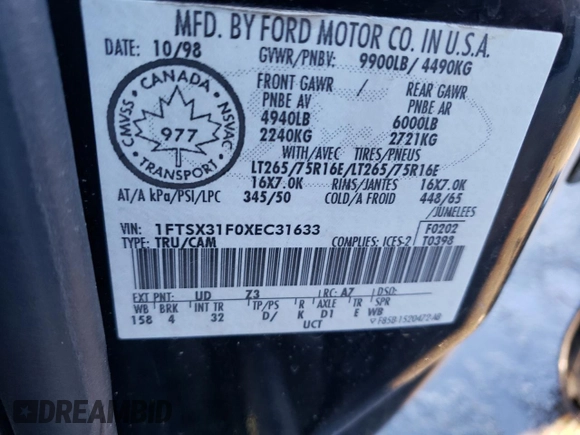 MFD. BY FORD MOTOR CO. IN U.S.A.
DATE: 10/98 GVWR/PNBV: 9900LB/ 4490KG
CMVSS CANADA NSVAC
977
TRANSPORT
FRONT GAWR / REAR GAWR
PNBE AV PNBE AR
4940LB 6000LB
2240KG 2721KG
WITH/AVEC TIRES/PNEUS
LT265/75R16E/LT265/75R16E
16X7.0K RIMS/JANTES 16X7.0K
AT/A kPa/PSI/LPC 345/50 COLD/A FROID 448/65
/JUMELEES
VIN: 1FTSX31F0XEC31633 F0202
TYPE: TRU/CAM COMPLIES: ICES-2 T0398
EXT PNT: UD Z3 RC: A7 DSO:
WB BRK INT TR TP/PS R AXLE TR SPR
158 4 32 D/ K D1 E WB
UCT
DREAMBID